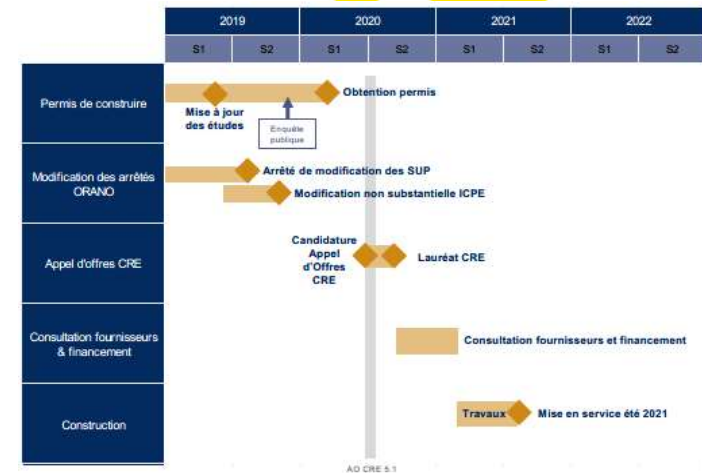 2019
2020
2021
2022
S1
S2
S1
S2
S1
S2
S1
S2
Permis de construire
Obtention permis
Mise à jour
des études
Enquête
publique
Modification des arrêtés
ORANO
Arrêté de modification des SUP
Modification non substantielle ICPE
Appel d'offres CRE
Candidature
Appel
d'Offres
CRE
Lauréat CRE
Consultation fournisseurs
& financement
Consultation fournisseurs et financement
Construction
Travaux
Mise en service été 2021
AO CRE 5.1